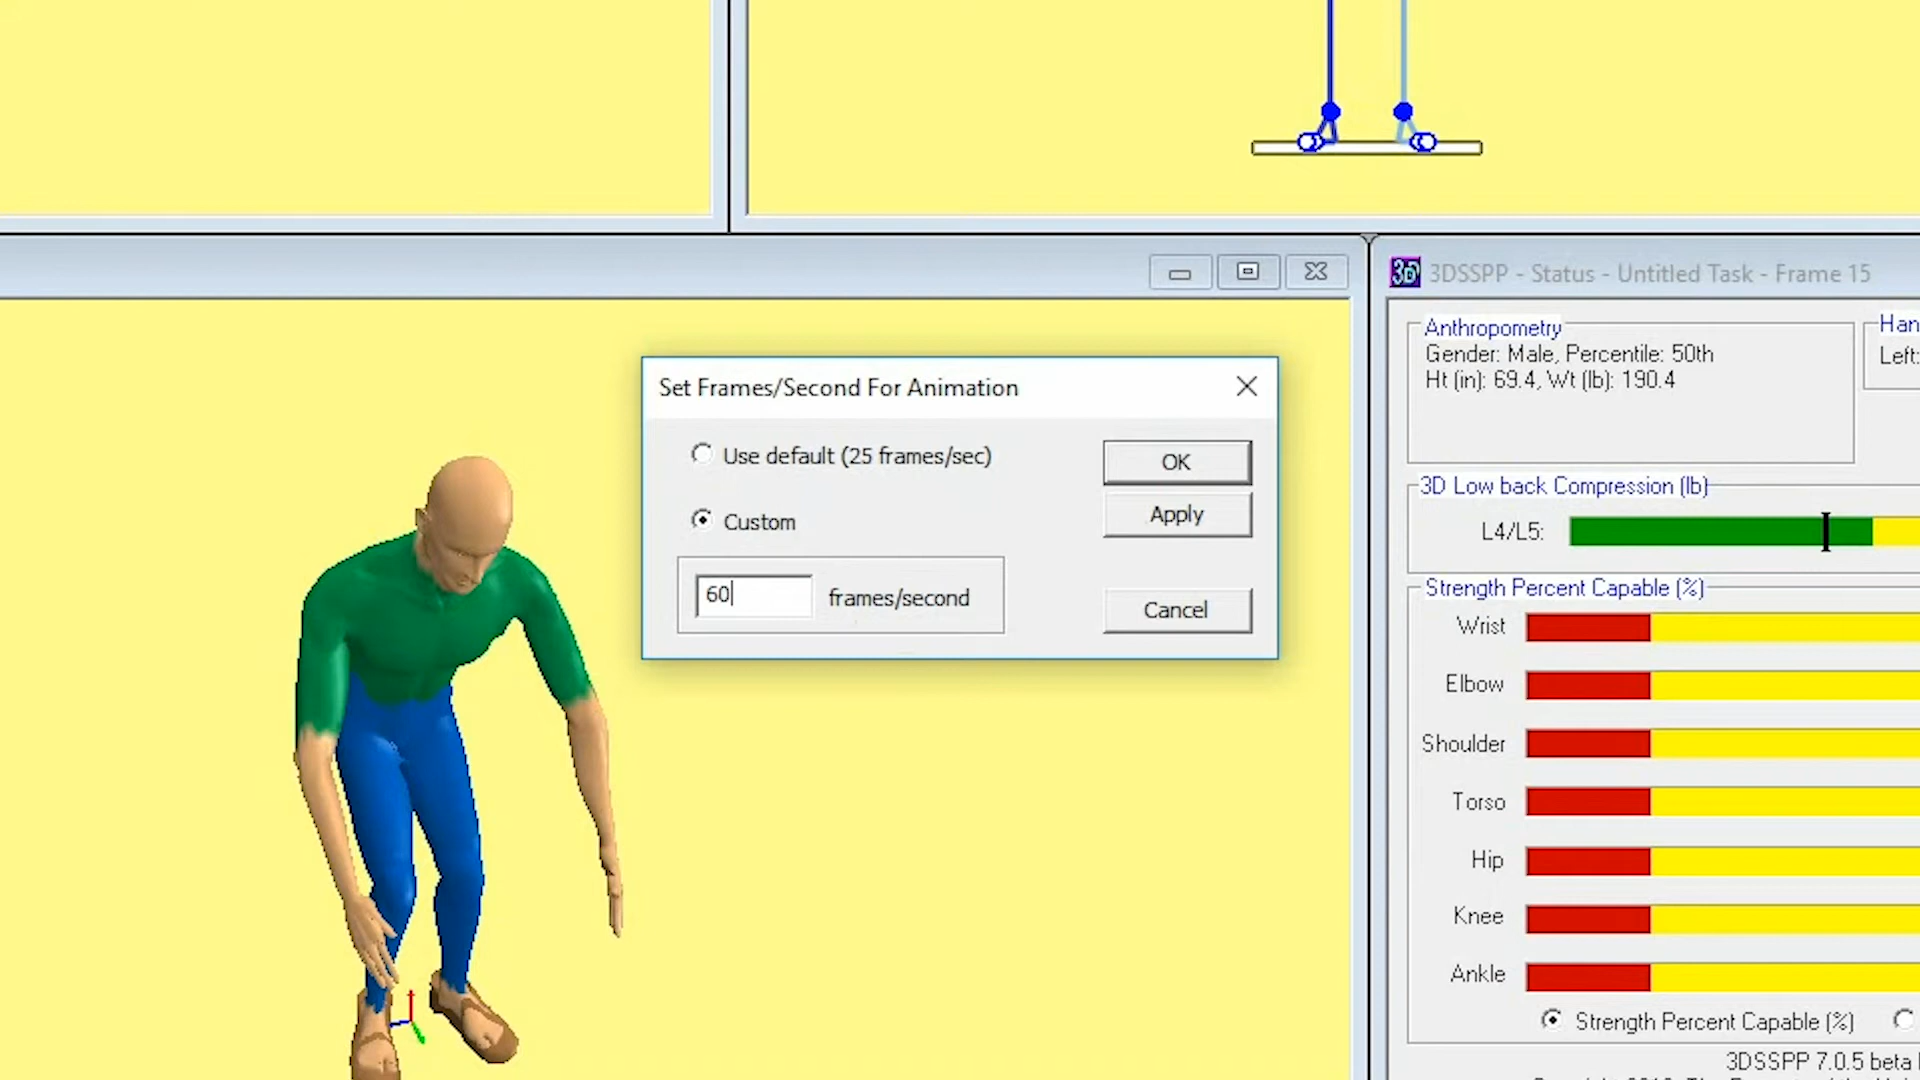 3D 3DSSPP - Status - Untitled Task - Frame 15
Set Frames/Second For Animation
Use default (25 frames/sec)
Custom
60 frames/second
OK
Apply
Cancel
Anthropometry
Gender: Male, Percentile: 50th
Ht (in): 69.4, Wt (lb): 190.4
Han
Left:
3D Low back Compression (lb)
L4/L5:
Strength Percent Capable (%)
Wrist
Elbow
Shoulder
Torso
Hip
Knee
Ankle
Strength Percent Capable (%)
3DSSPP 7.0.5 beta